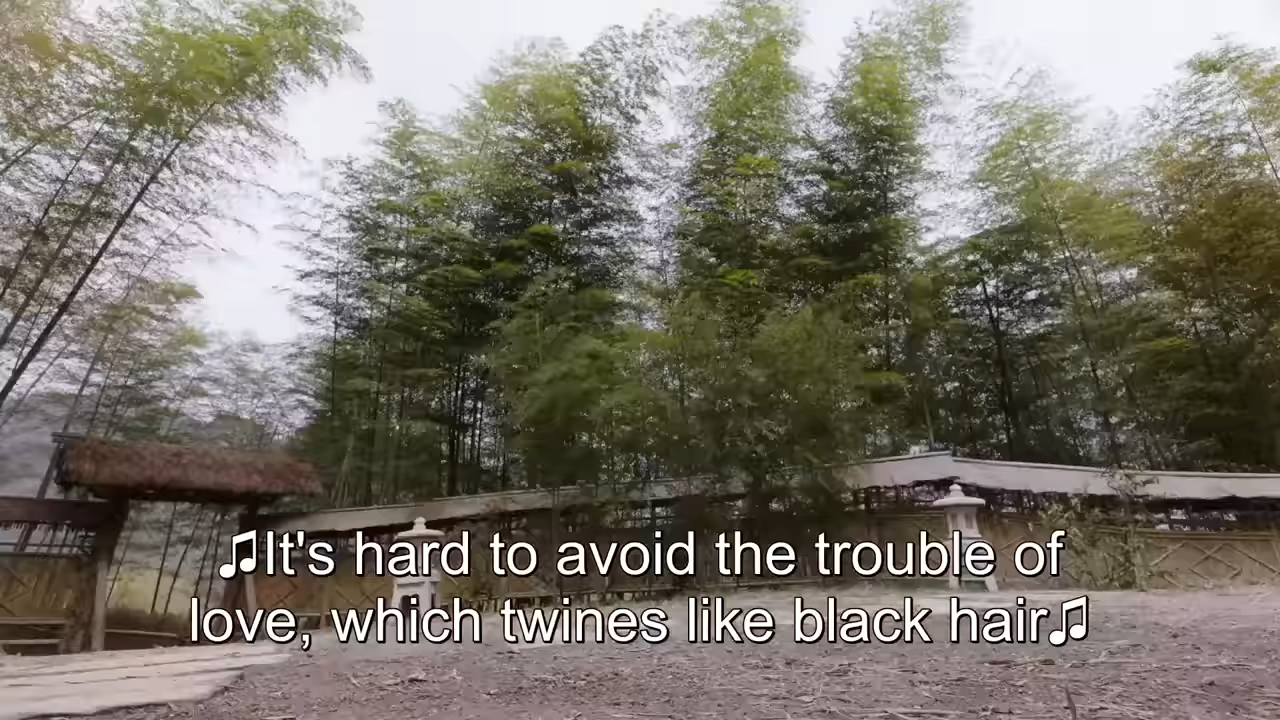 ♫It's hard to avoid the trouble of
love, which twines like black hair♫